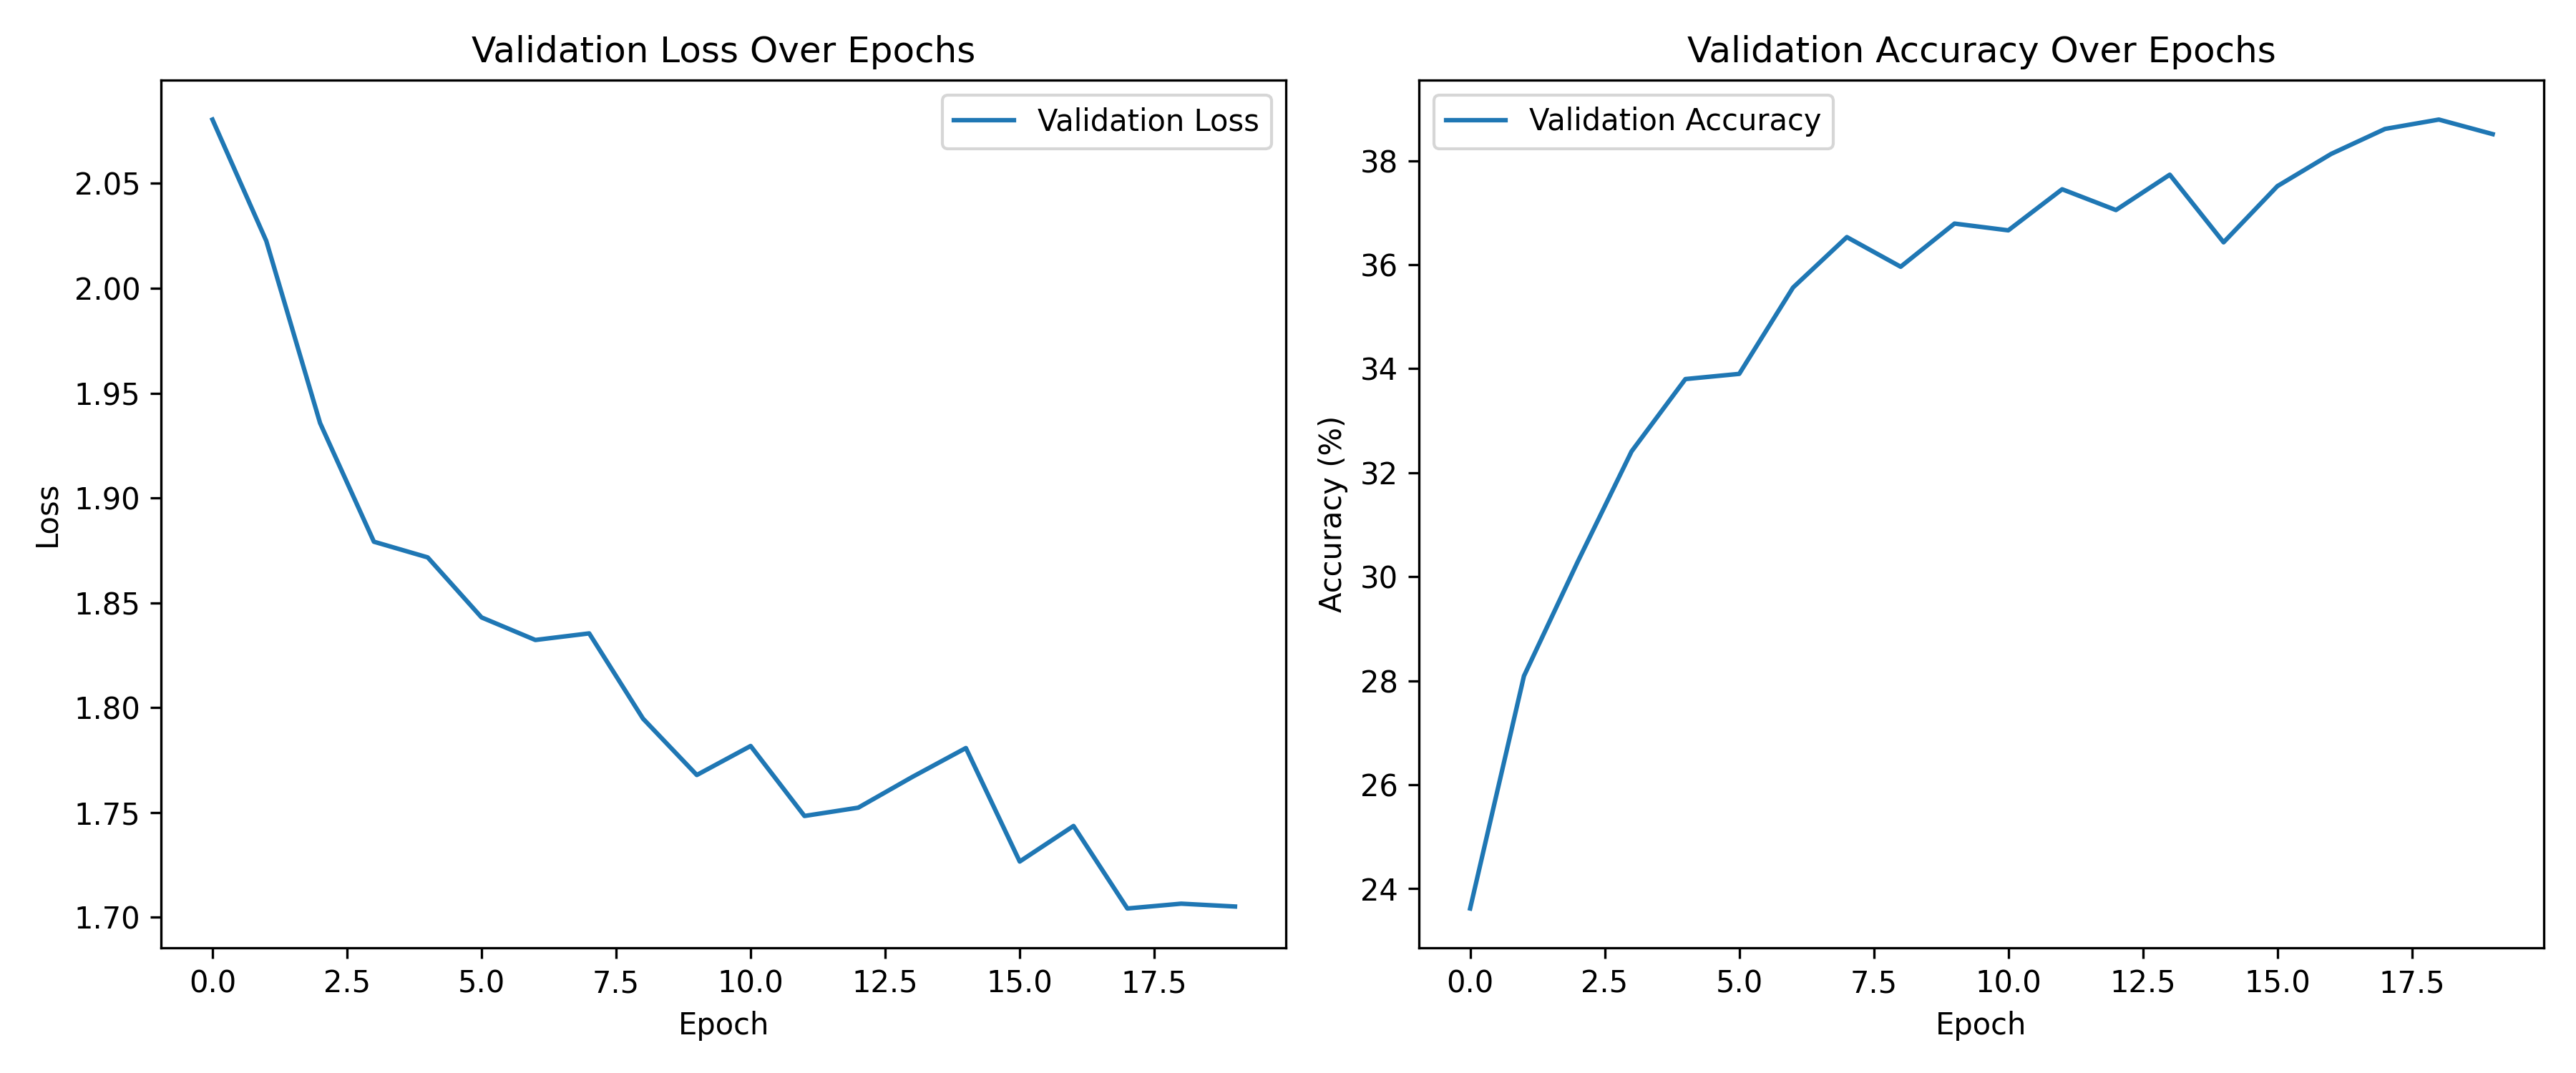 Validation Loss Over Epochs
Validation Loss
Loss
2.05
2.00
1.95
1.90
1.85
1.80
1.75
1.70
0.0 2.5 5.0 7.5 10.0 12.5 15.0 17.5
Epoch
Validation Accuracy Over Epochs
Validation Accuracy
Accuracy (%)
38
36
34
32
30
28
26
24
0.0 2.5 5.0 7.5 10.0 12.5 15.0 17.5
Epoch